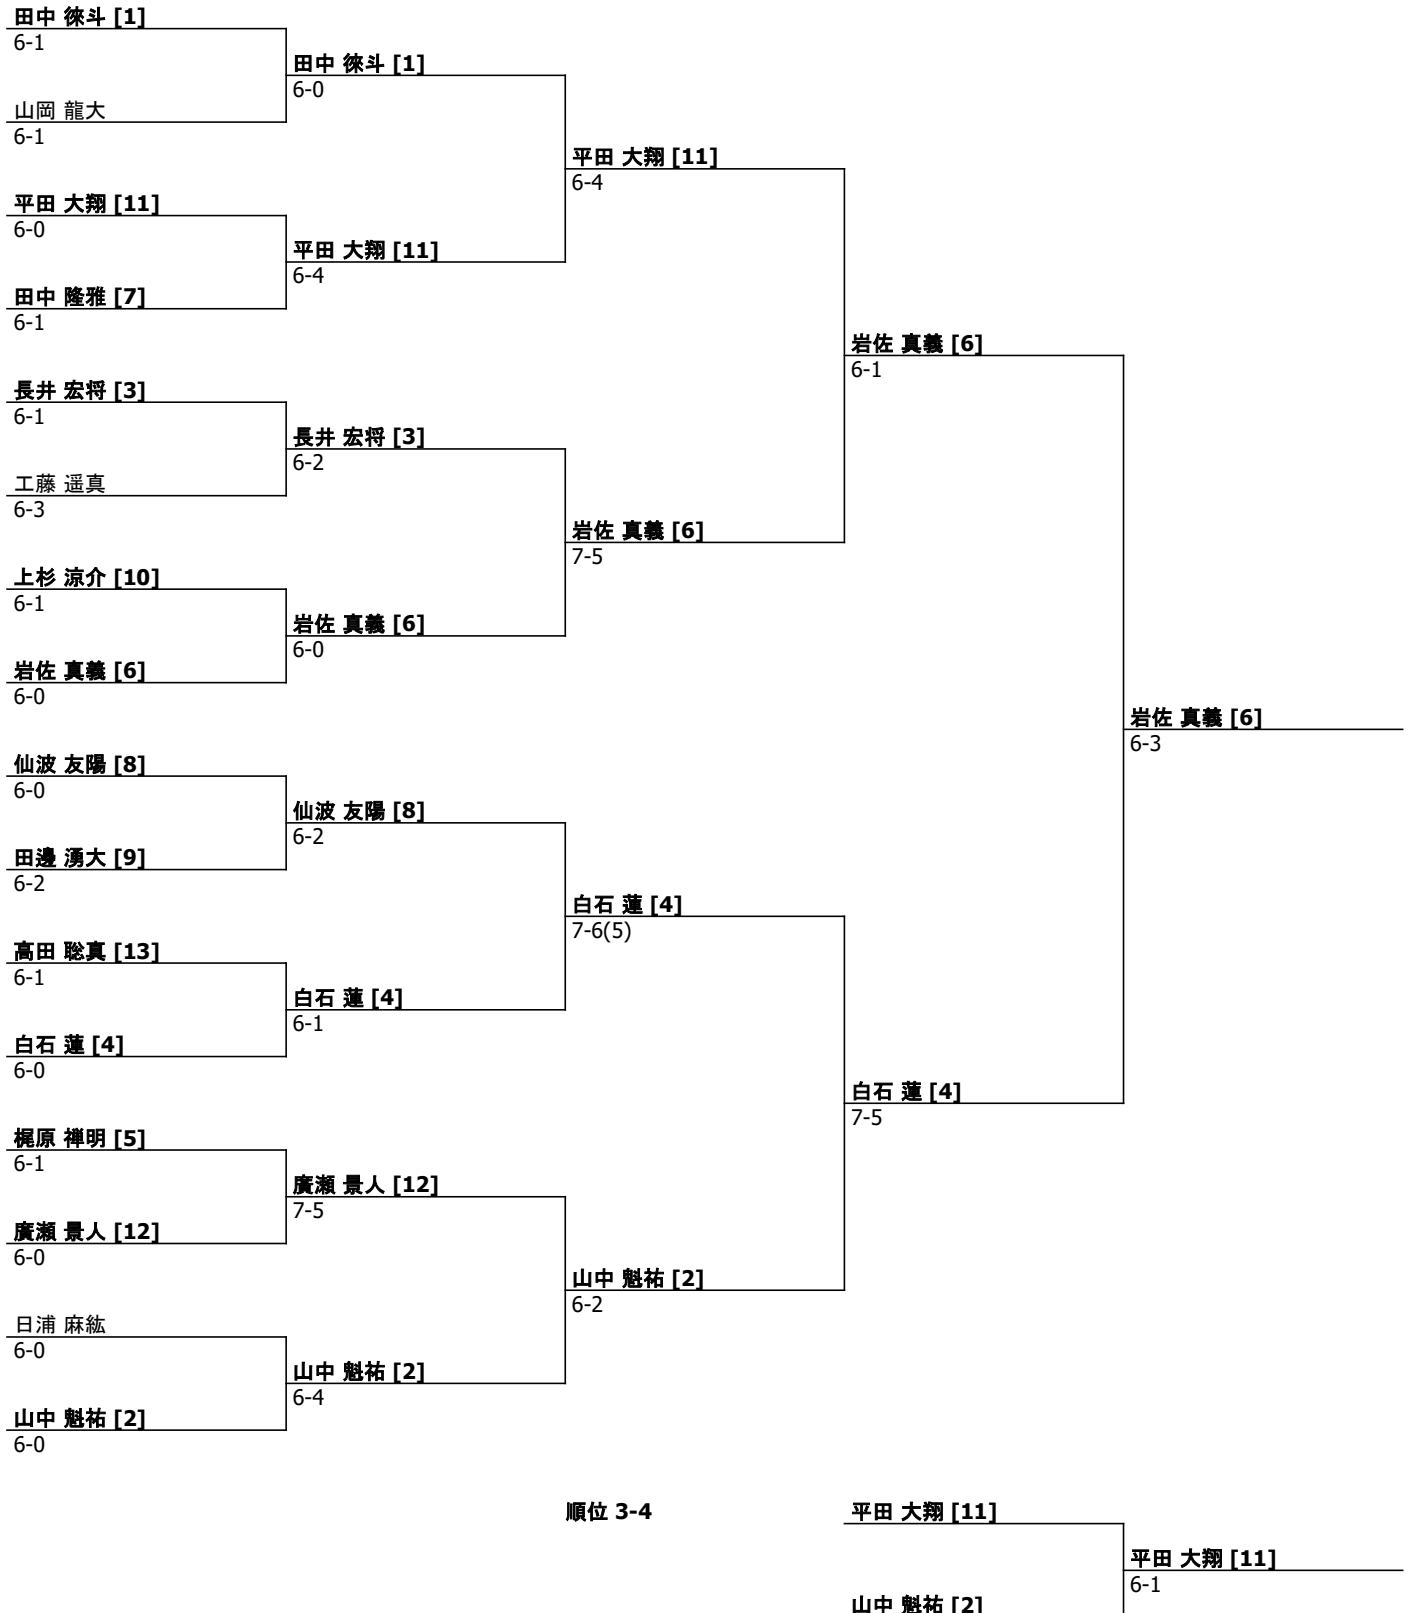 田中 徠斗 [1]
6-1
田中 徠斗 [1]
6-0
山岡 龍大
6-1
平田 大翔 [11]
6-4
平田 大翔 [11]
6-0
平田 大翔 [11]
6-4
田中 隆雅 [7]
6-1
岩佐 真義 [6]
6-1
長井 宏将 [3]
6-1
長井 宏将 [3]
6-2
工藤 遥真
6-3
岩佐 真義 [6]
7-5
上杉 涼介 [10]
6-1
岩佐 真義 [6]
6-0
岩佐 真義 [6]
6-0
岩佐 真義 [6]
6-3
仙波 友陽 [8]
6-0
仙波 友陽 [8]
6-2
田邊 湧大 [9]
6-2
白石 蓮 [4]
7-6(5)
高田 聡真 [13]
6-1
白石 蓮 [4]
6-1
白石 蓮 [4]
6-0
白石 蓮 [4]
7-5
梶原 禅明 [5]
6-1
廣瀬 景人 [12]
7-5
廣瀬 景人 [12]
6-0
山中 魁祐 [2]
6-2
日浦 麻紘
6-0
山中 魁祐 [2]
6-4
山中 魁祐 [2]
6-0
順位 3-4
平田 大翔 [11]
平田 大翔 [11]
6-1
山中 魁祐 [2]